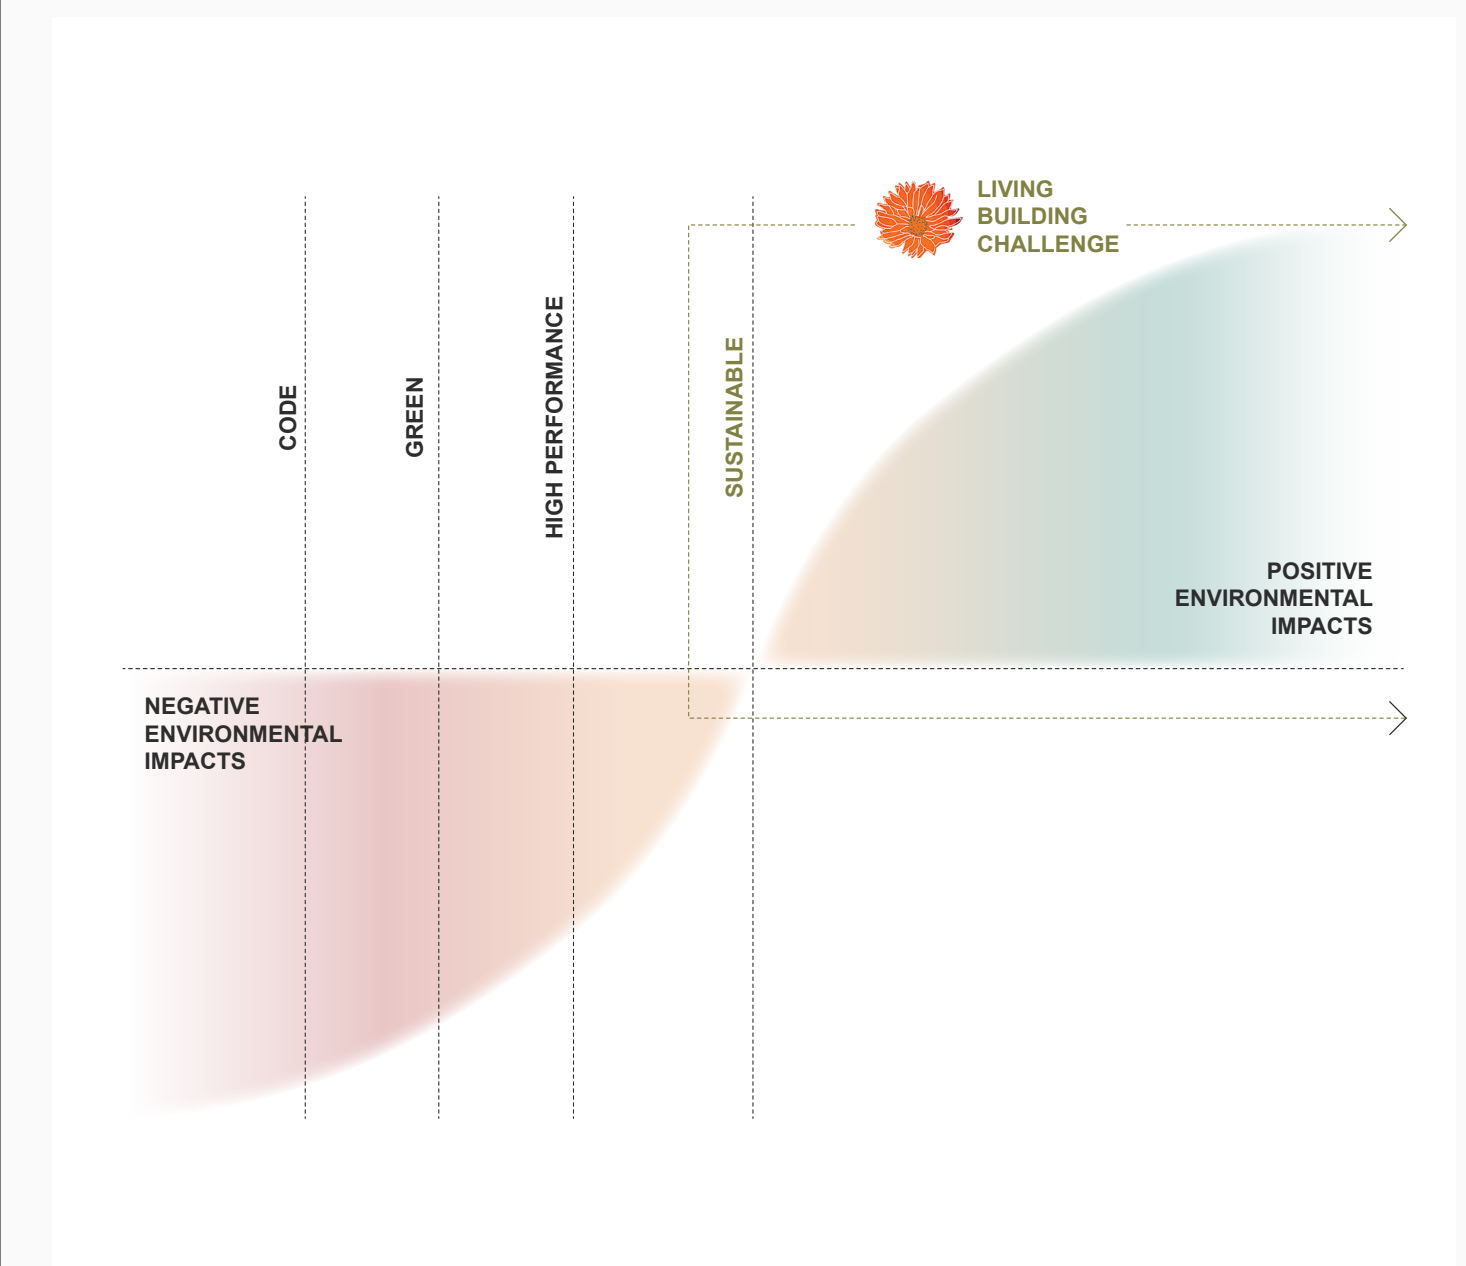 LIVING
BUILDING
CHALLENGE
CODE
GREEN
HIGH PERFORMANCE
SUSTAINABLE
POSITIVE
ENVIRONMENTAL
IMPACTS
NEGATIVE
ENVIRONMENTAL
IMPACTS